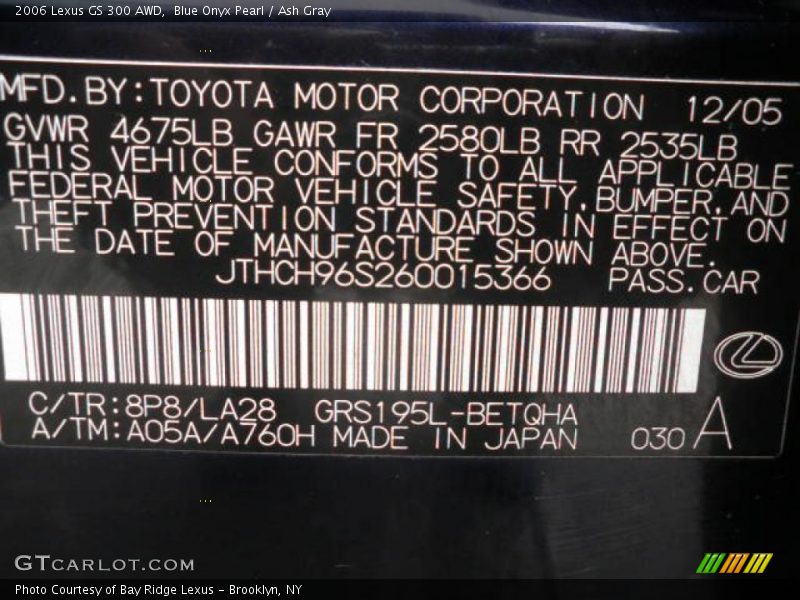 2006 Lexus GS 300 AWD,  Blue Onyx Pearl / Ash Gray
MFD.BY:TOYOTA MOTOR CORPORATION 12/05
GVWR 4675LB GAWR FR 2580LB RR 2535LB
THIS VEHICLE CONFORMS TO ALL APPLICABLE
FEDERAL MOTOR VEHICLE SAFETY,BUMPER,AND
THEFT PREVENTION STANDARDS IN EFFECT ON
THE DATE OF MANUFACTURE SHOWN ABOVE.
JTHCH96S260015366 PASS.CAR
C/TR:8P8/LA28 GRS195L-BETQHA
A/TM:A05A/A760H MADE IN JAPAN 030 A
GTCARLOT.COM
Photo Courtesy of Bay Ridge Lexus – Brooklyn, NY